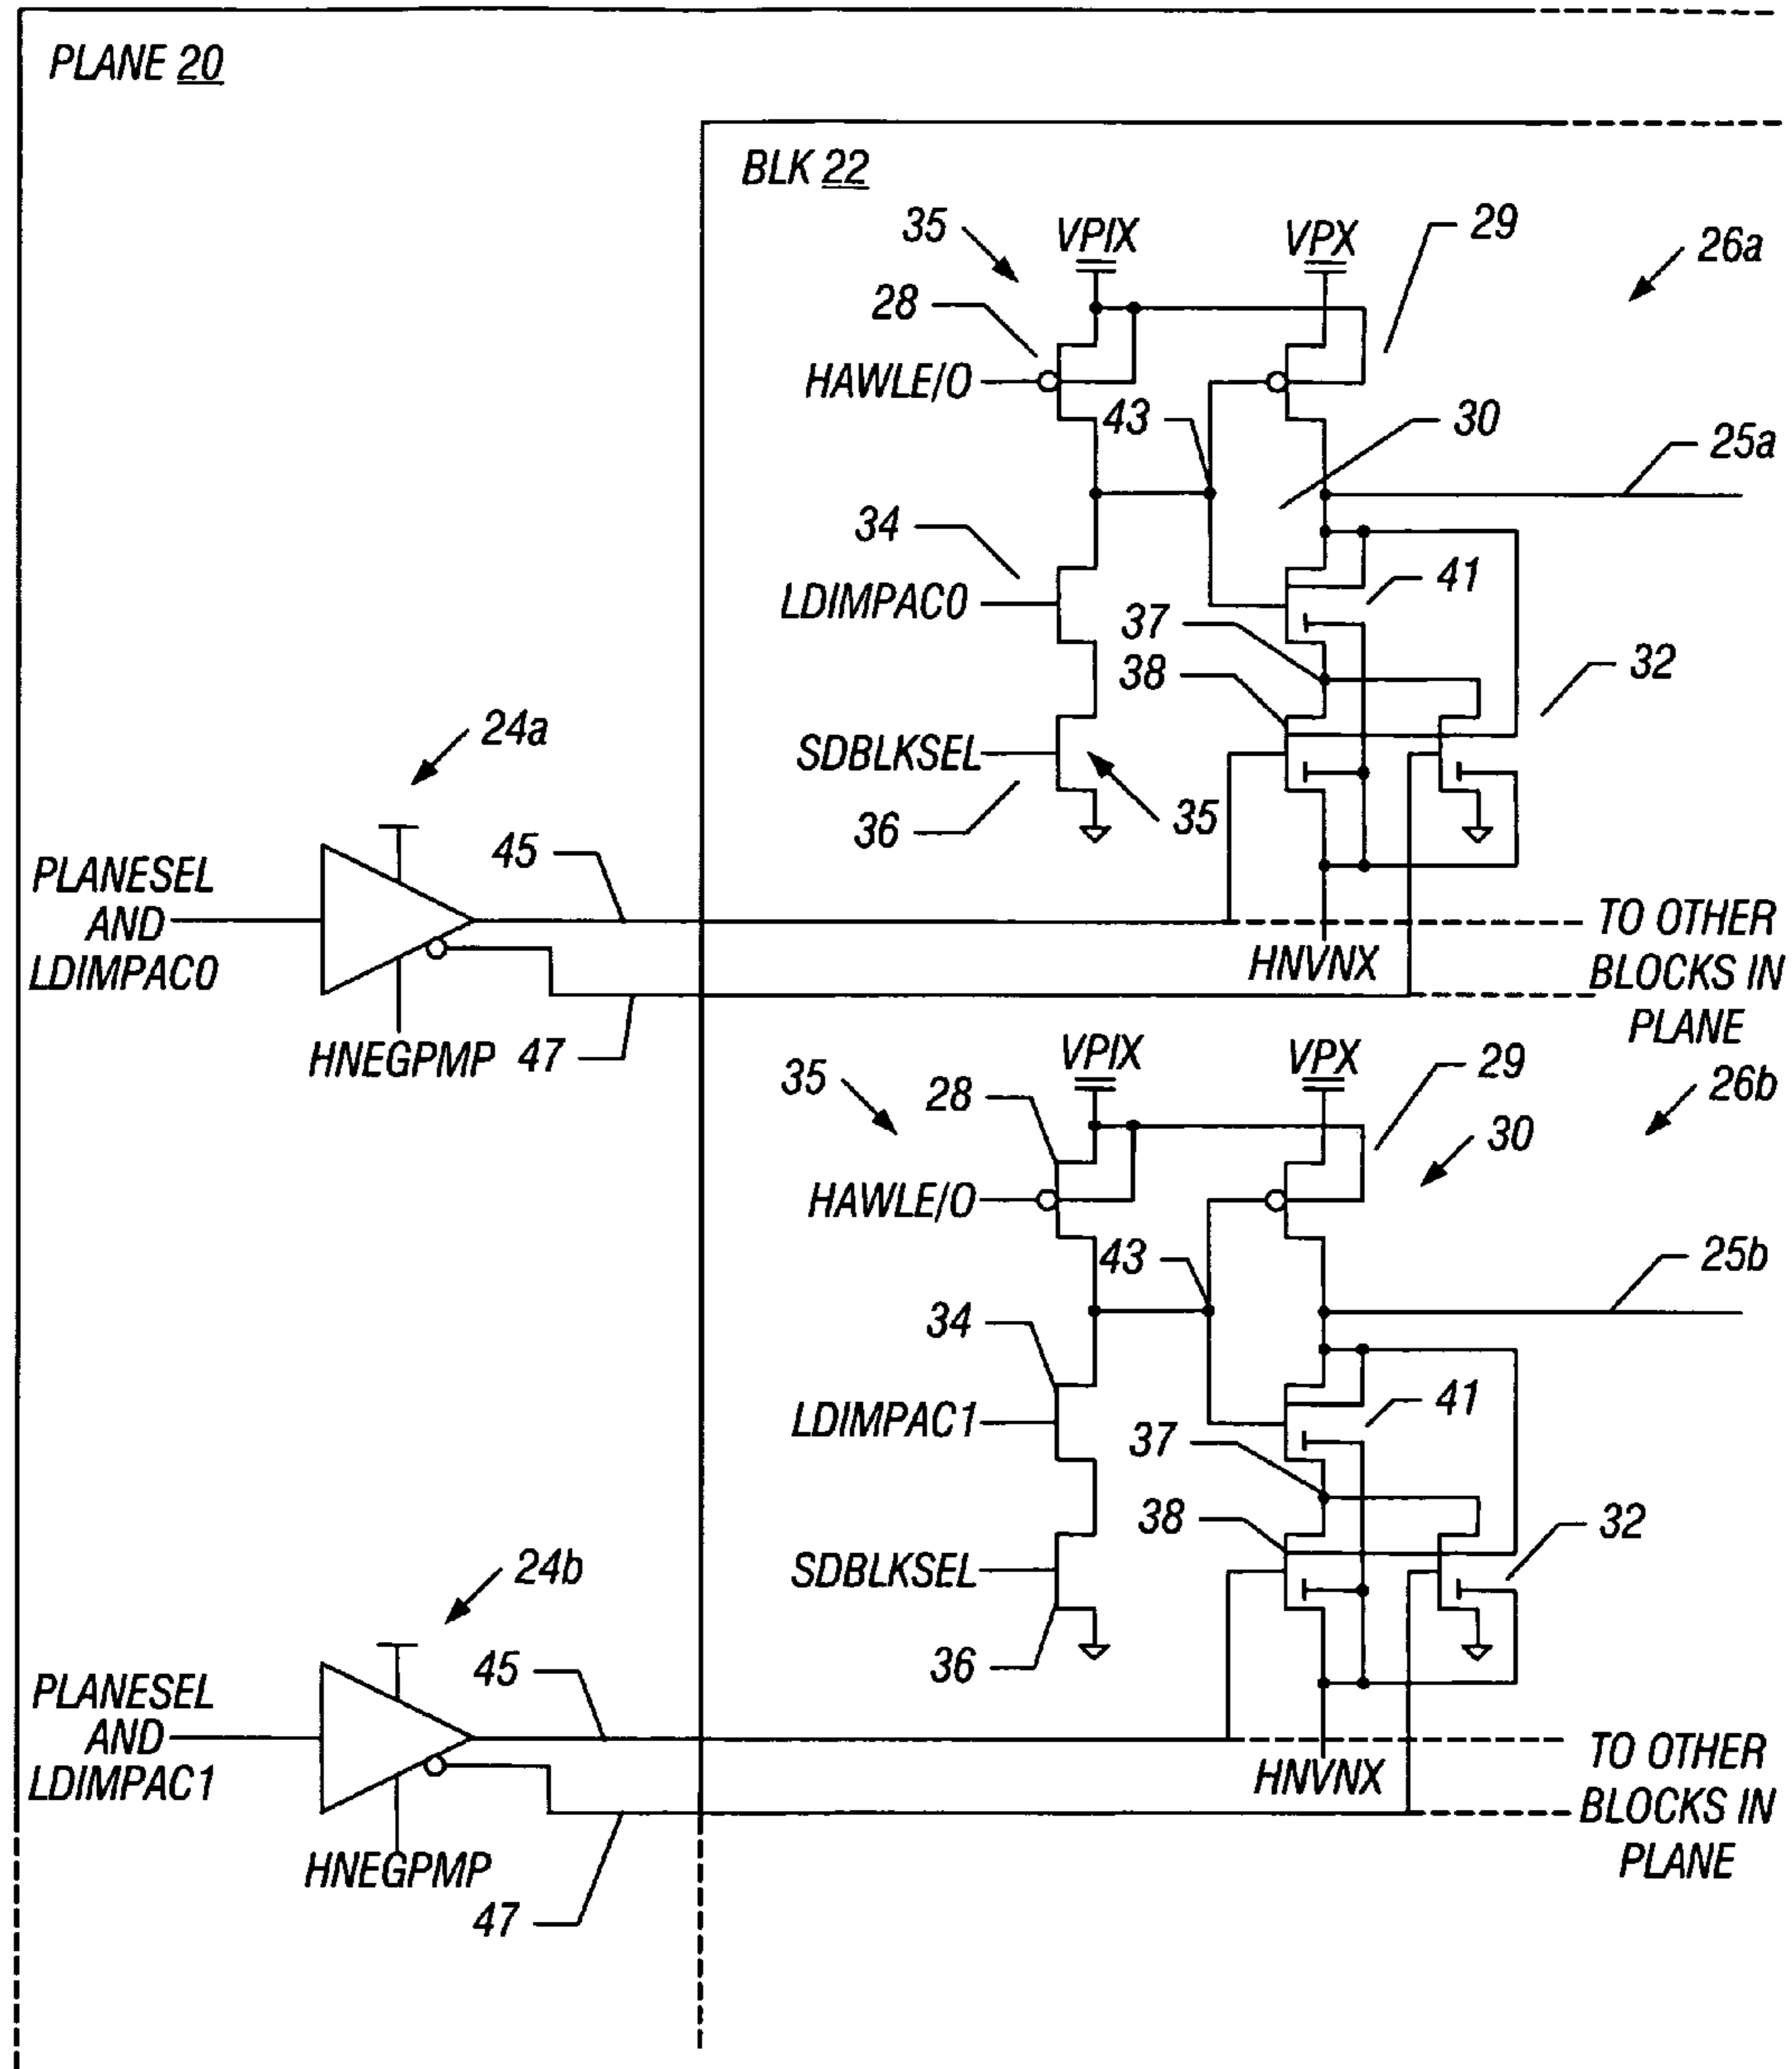 PLANE 20
BLK 22
35
VPIX
VPX
29
26a
28
HAWLE/O
43
30
25a
34
LDIMPAC0
41
37
38
32
24a
SDBLKSEL
36
35
45
PLANESEL
AND
LDIMPAC0
HNVNX
TO OTHER
BLOCKS IN
PLANE
HNEGPMP
47
35
VPIX
VPX
29
26b
28
30
HAWLE/O
43
25b
34
LDIMPAC1
41
37
38
32
24b
SDBLKSEL
36
45
PLANESEL
AND
LDIMPAC1
HNVNX
TO OTHER
BLOCKS IN
PLANE
HNEGPMP
47